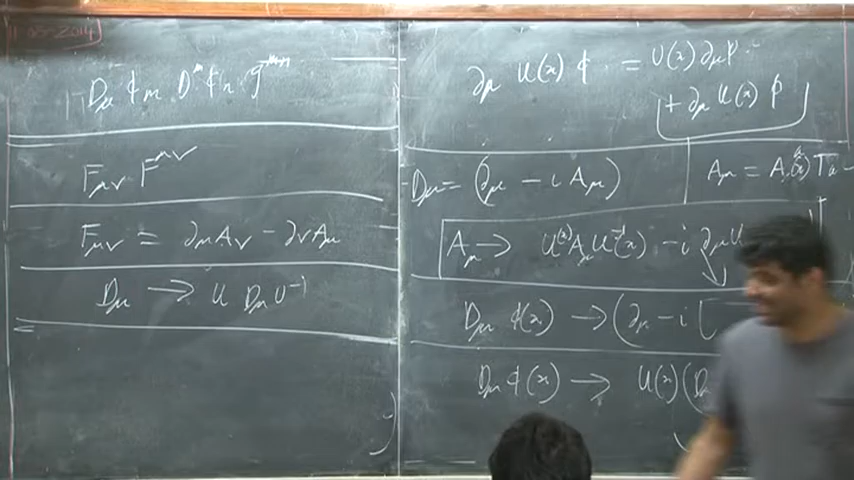 D_μ ϕ_m D^μ ϕ_n g^{mn}
F_μν F^μν
F_μν = ∂_μ A_ν − ∂_ν A_μ
D_μ → U D_μ U^{-1}
∂_μ U(x) ϕ = U(x) ∂_μ ϕ
+ ∂_μ U(x) ϕ
D_μ = (∂_μ − i A_μ)
A_μ = A_μ^a(x) T_a
A_μ → U(x) A_μ U^{-1}(x) − i ∂_μ U
D_μ ϕ(x) → (∂_μ − i [
D_μ ϕ(x) → U(x) (D_μ